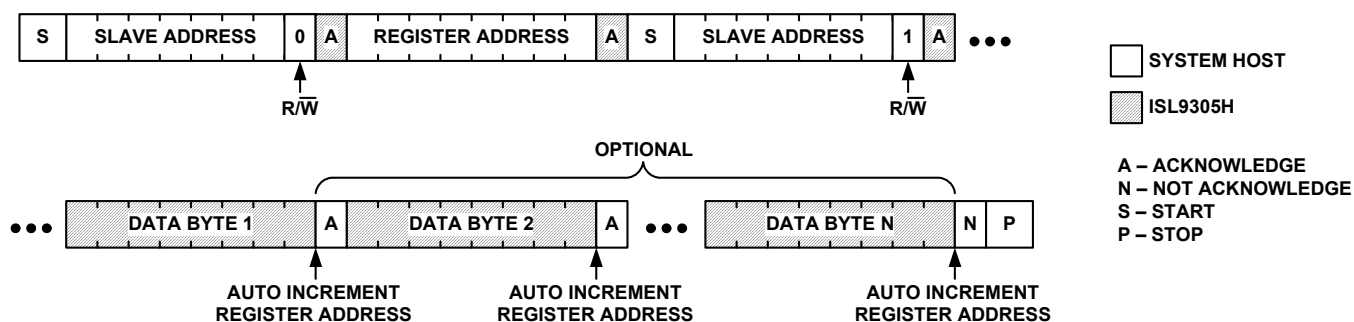 S SLAVE ADDRESS 0 A REGISTER ADDRESS A S SLAVE ADDRESS 1 A •••
R/W̅ R/W̅
SYSTEM HOST
ISL9305H
OPTIONAL
A – ACKNOWLEDGE
N – NOT ACKNOWLEDGE
S – START
P – STOP
••• DATA BYTE 1 A DATA BYTE 2 A ••• DATA BYTE N N P
AUTO INCREMENT AUTO INCREMENT AUTO INCREMENT
REGISTER ADDRESS REGISTER ADDRESS REGISTER ADDRESS